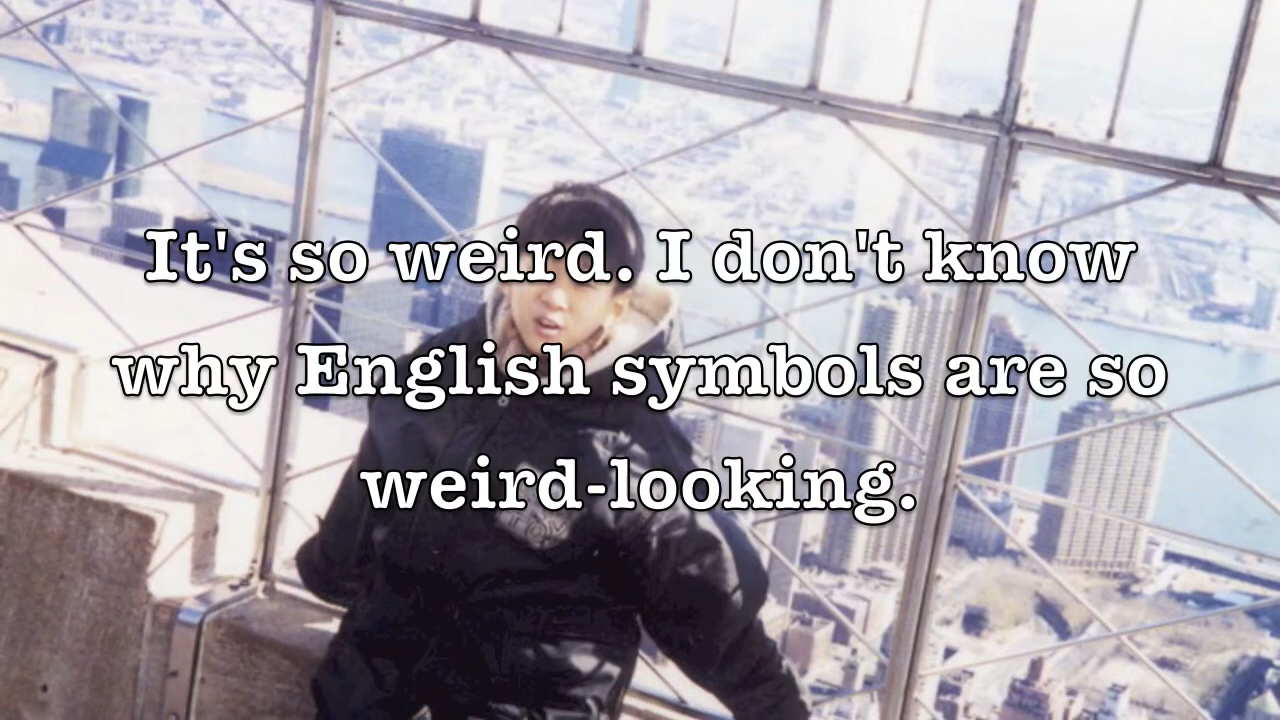 It's so weird. I don't know
why English symbols are so
weird-looking.